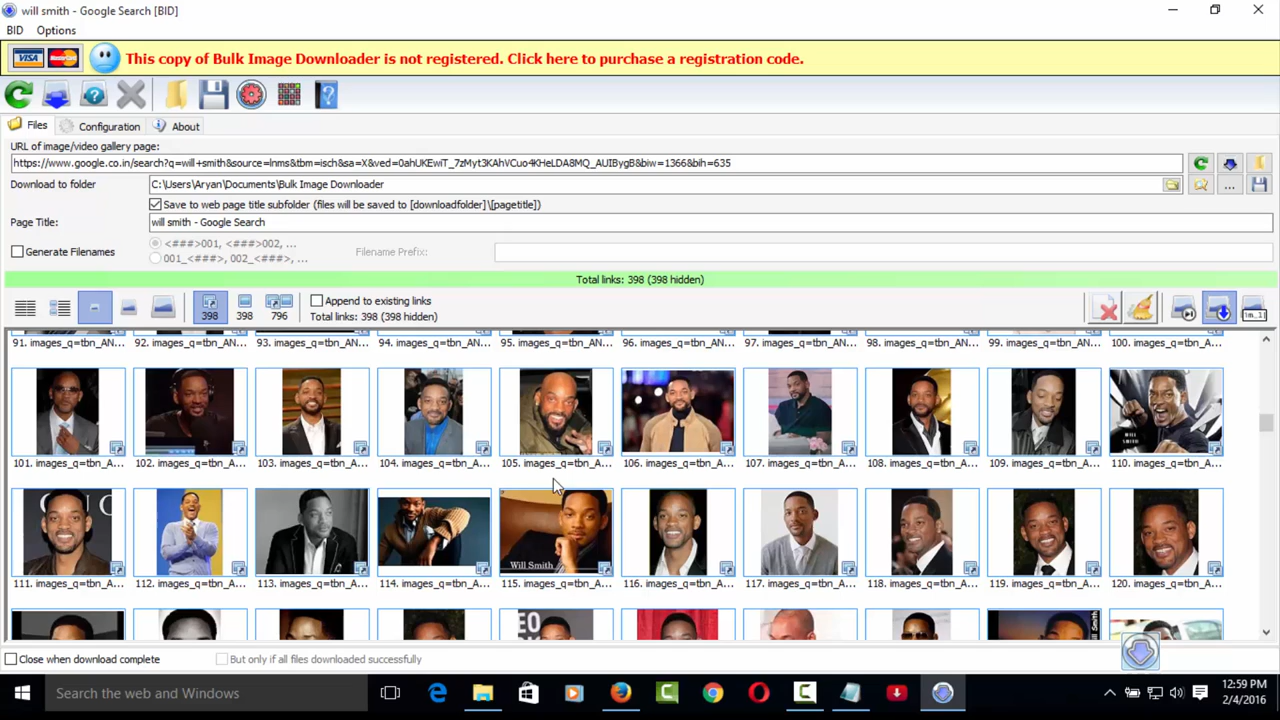 will smith - Google Search [BID]
BID Options
VISA MasterCard This copy of Bulk Image Downloader is not registered. Click here to purchase a registration code.
Files Configuration About
URL of image/video gallery page:
https://www.google.co.in/search?q=will+smith&source=lnms&tbm=isch&sa=X&ved=0ahUKEwiT_7zMyt3KAhVCuo4KHeLDA8MQ_AUIBygB&biw=1366&bih=635
Download to folder C:\Users\Aryan\Documents\Bulk Image Downloader
...
Save to web page title subfolder (files will be saved to [downloadfolder]\[pagetitle])
Page Title: will smith - Google Search
Generate Filenames <###>001, <###>002, ... Filename Prefix:
001_<###>, 002_<###>, ...
Total links: 398 (398 hidden)
398 398 796 Append to existing links
Total links: 398 (398 hidden)
91. images_q=tbn_AN... 92. images_q=tbn_AN... 93. images_q=tbn_AN... 94. images_q=tbn_AN... 95. images_q=tbn_AN... 96. images_q=tbn_AN... 97. images_q=tbn_AN... 98. images_q=tbn_AN... 99. images_q=tbn_AN... 100. images_q=tbn_A...
WILL
SMITH
101. images_q=tbn_A... 102. images_q=tbn_A... 103. images_q=tbn_A... 104. images_q=tbn_A... 105. images_q=tbn_A... 106. images_q=tbn_A... 107. images_q=tbn_A... 108. images_q=tbn_A... 109. images_q=tbn_A... 110. images_q=tbn_A...
Will Smith
111. images_q=tbn_A... 112. images_q=tbn_A... 113. images_q=tbn_A... 114. images_q=tbn_A... 115. images_q=tbn_A... 116. images_q=tbn_A... 117. images_q=tbn_A... 118. images_q=tbn_A... 119. images_q=tbn_A... 120. images_q=tbn_A...
Will Smith
Close when download complete But only if all files downloaded successfully
Search the web and Windows
12:59 PM
2/4/2016